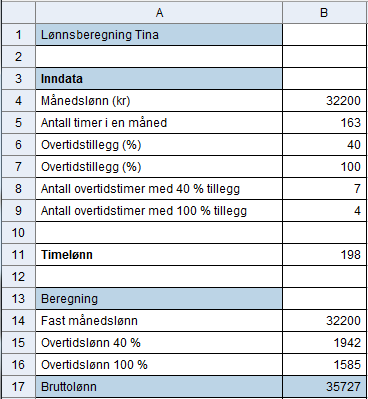 A B
1 Lønnsberegning Tina
2
3 Inndata
4 Månedslønn (kr) 32200
5 Antall timer i en måned 163
6 Overtidstillegg (%) 40
7 Overtidstillegg (%) 100
8 Antall overtidstimer med 40 % tillegg 7
9 Antall overtidstimer med 100 % tillegg 4
10
11 Timelønn 198
12
13 Beregning
14 Fast månedslønn 32200
15 Overtidslønn 40 % 1942
16 Overtidslønn 100 % 1585
17 Bruttolønn 35727